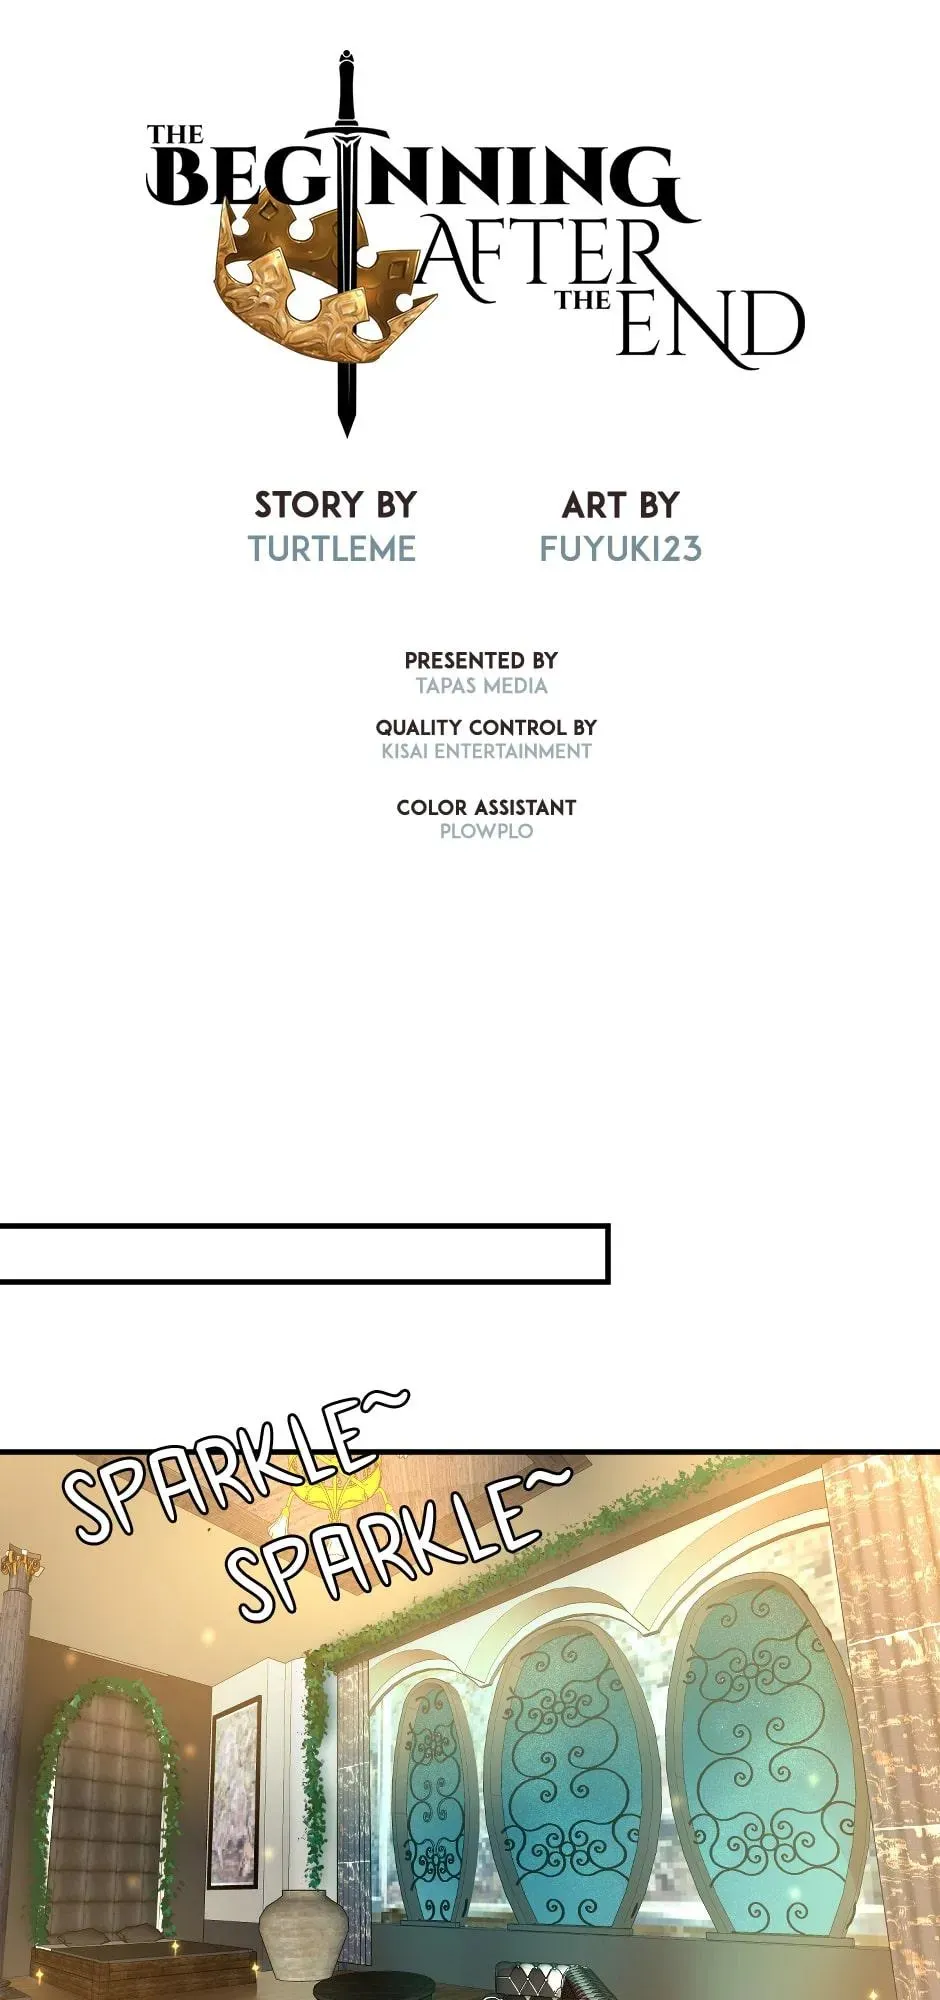 THE
BEGINNING
AFTER
THE END
STORY BY
TURTLEME
ART BY
FUYUKI23
PRESENTED BY
TAPAS MEDIA
QUALITY CONTROL BY
KISAI ENTERTAINMENT
COLOR ASSISTANT
PLOWPLO
SPARKLE~
SPARKLE~